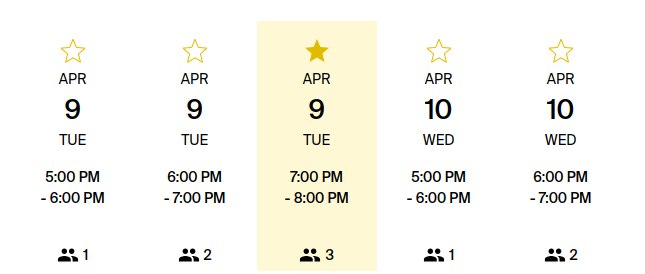 APR APR APR APR APR
9 9 9 10 10
TUE TUE TUE WED WED
5:00 PM 6:00 PM 7:00 PM 5:00 PM 6:00 PM
- 6:00 PM - 7:00 PM - 8:00 PM - 6:00 PM - 7:00 PM
1 2 3 1 2